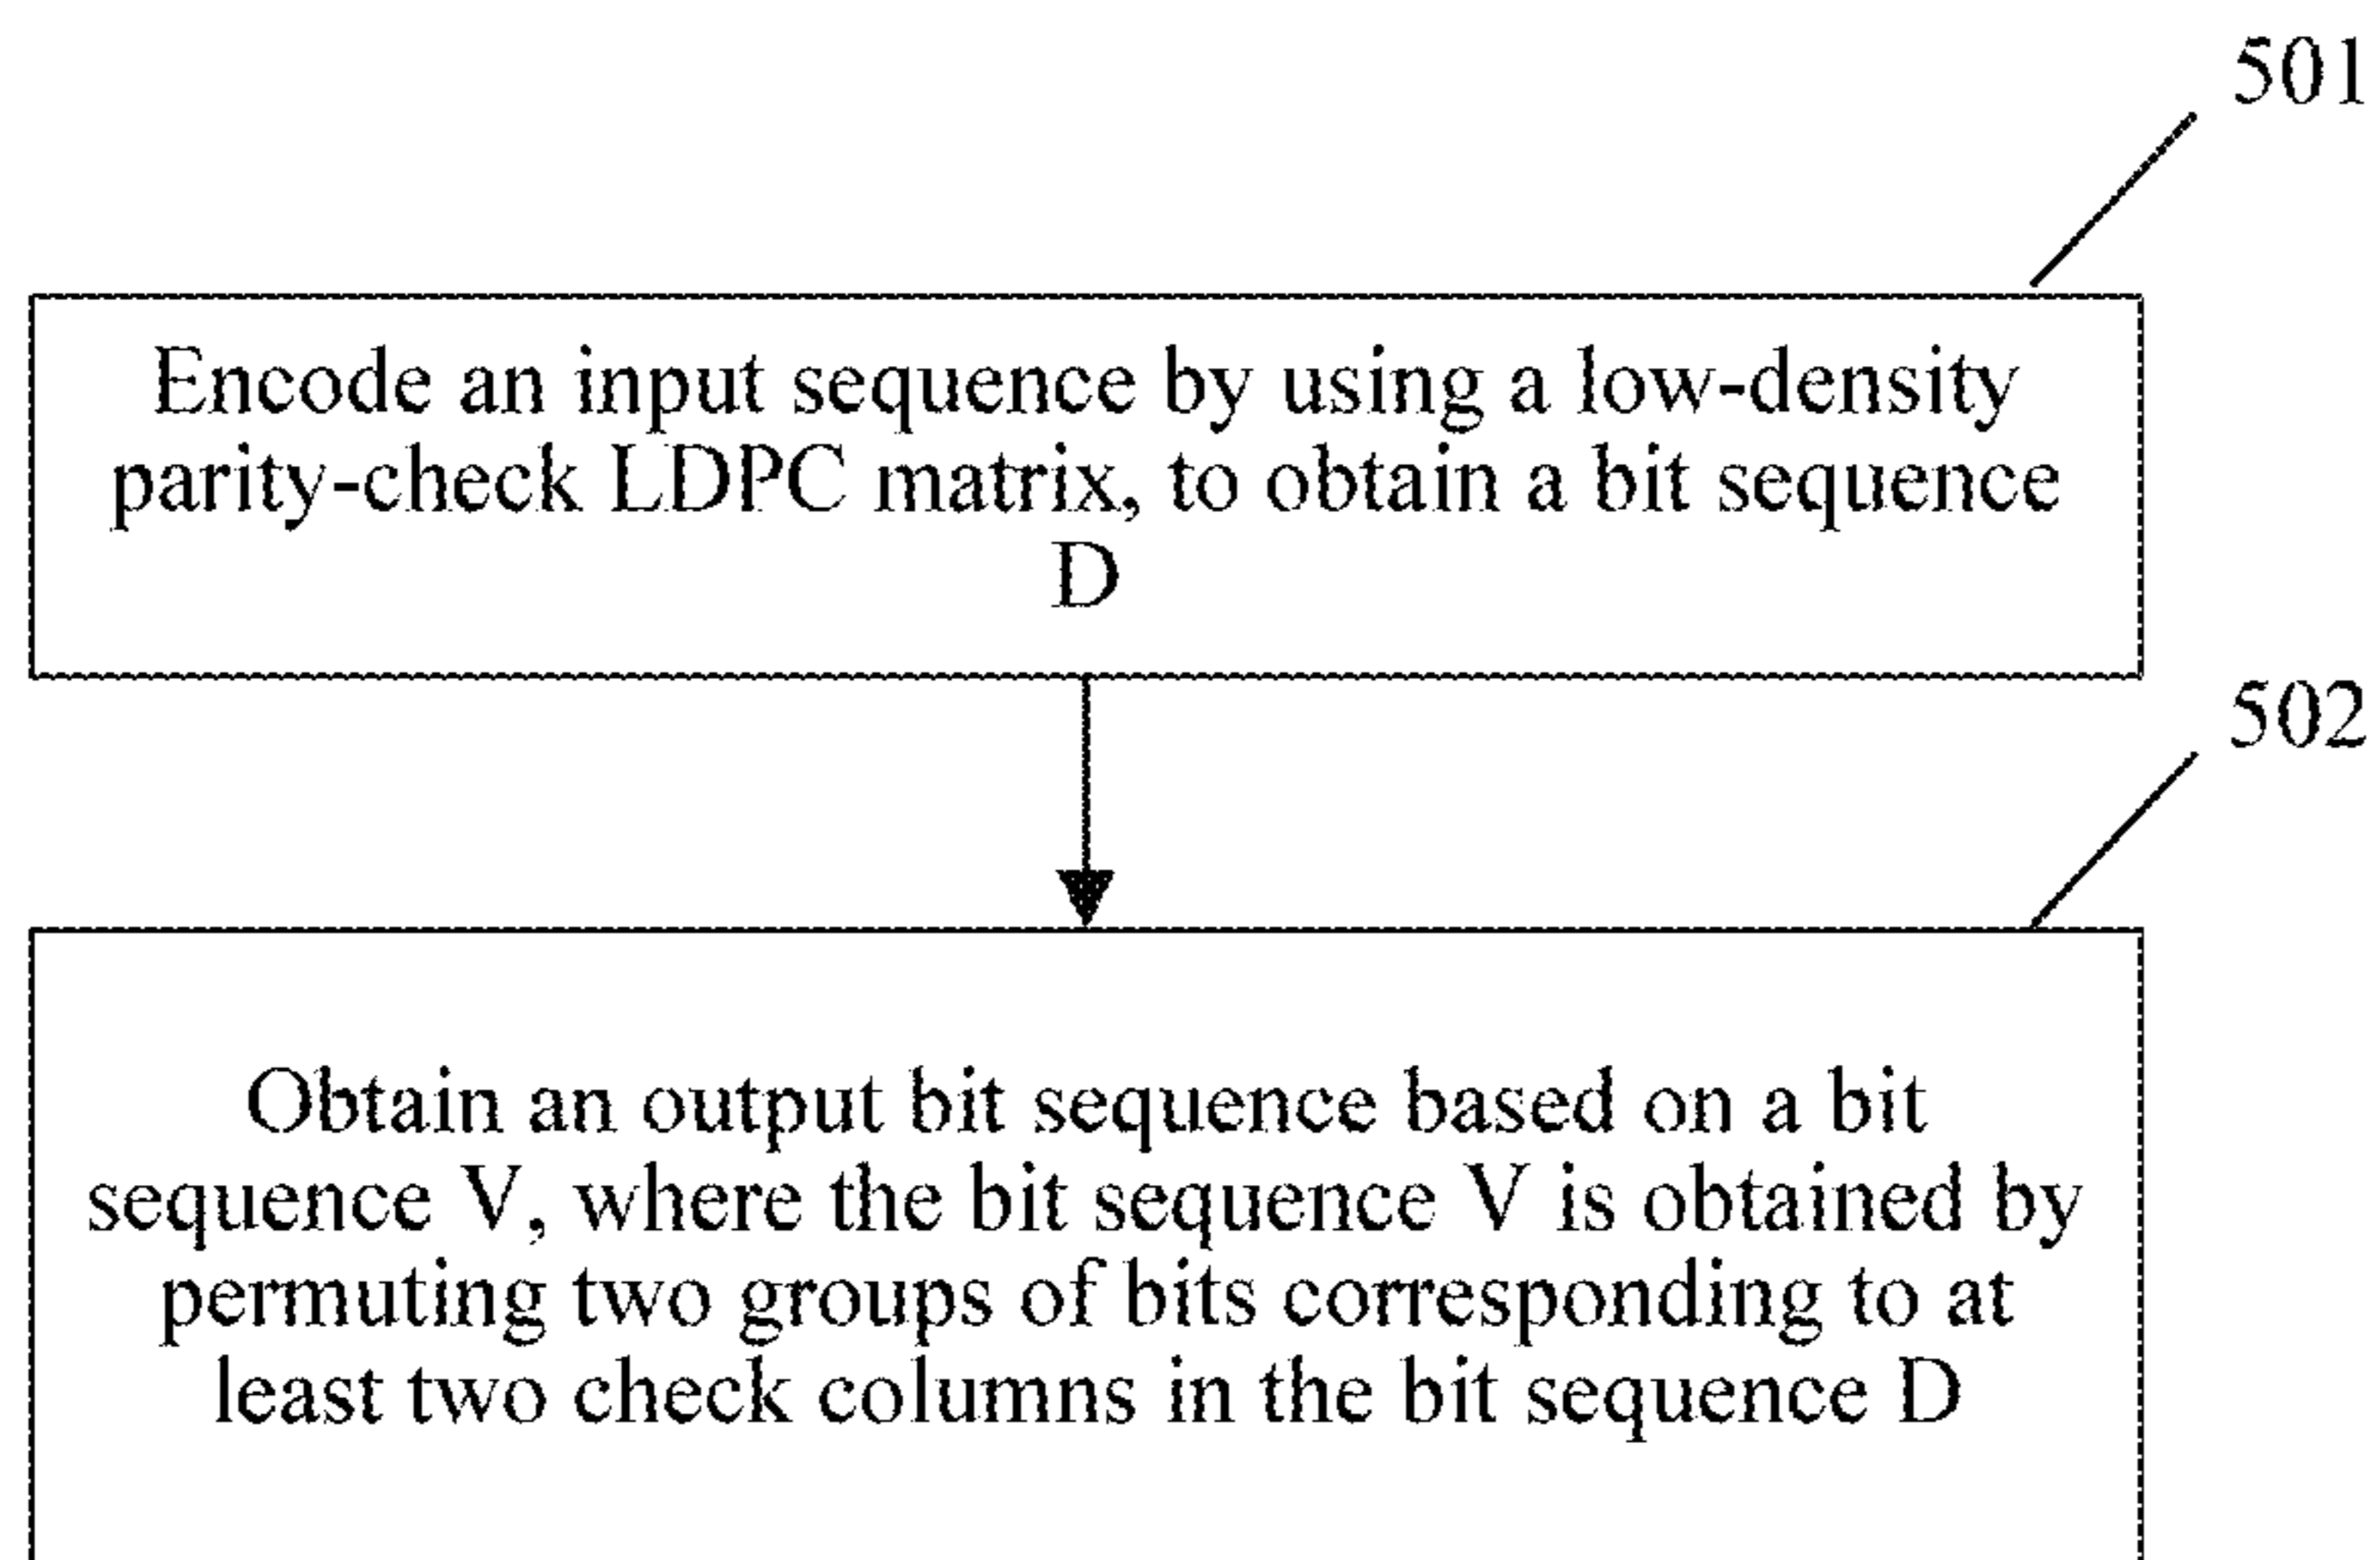 501
Encode an input sequence by using a low-density
parity-check LDPC matrix, to obtain a bit sequence
D
502
Obtain an output bit sequence based on a bit
sequence V, where the bit sequence V is obtained by
permuting two groups of bits corresponding to at
least two check columns in the bit sequence D